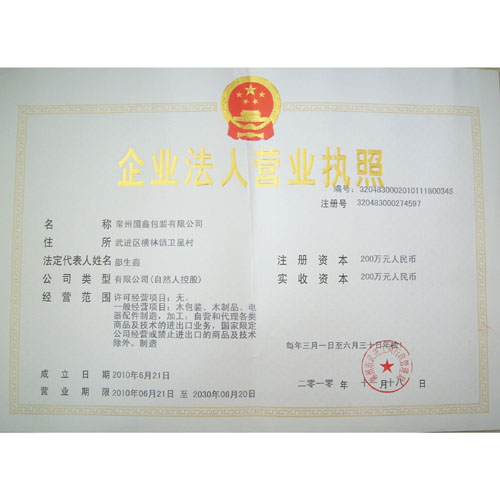 企业法人营业执照
编号: 320483000201011180034S
注册号 320483000274597
名 称 常州国鑫包装有限公司
住 所 武进区横林镇卫星村
法定代表人姓名 邵生鑫
注册资本 200万元人民币
公司类型 有限公司(自然人控股)
实收资本 200万元人民币
经营范围 许可经营项目：无。
一般经营项目：木包装、木制品、电
器配件制造，加工；自营和代理各类
商品及技术的进出口业务，国家限定
公司经营或禁止进出口的商品及技术
除外。制造
每年三月一日至六月三十日年检
成立日期 2010年6月21日
营业期限 2010年06月21日 至 2030年06月20日
二零一零 年 十一 月 十八 日